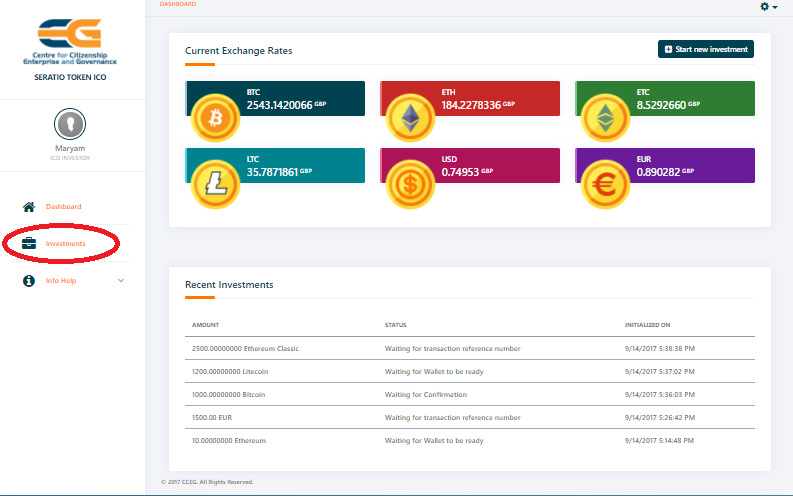 DASHBOARD
CEG
Centre for Citizenship
Enterprise and Governance
SERATIO TOKEN ICO
Maryam
ICO INVESTOR
Dashboard
Investments
Info Help
Current Exchange Rates
Start new investment
BTC
2543.1420066 GBP
ETH
184.2278336 GBP
ETC
8.5292660 GBP
LTC
35.7871861 GBP
USD
0.74953 GBP
EUR
0.890282 GBP
Recent Investments
AMOUNT STATUS INITIALIZED ON
2500.00000000 Ethereum Classic Waiting for transaction reference number 9/14/2017 5:38:38 PM
1200.00000000 Litecoin Waiting for Wallet to be ready 9/14/2017 5:37:02 PM
1000.00000000 Bitcoin Waiting for Confirmation 9/14/2017 5:36:03 PM
1500.00 EUR Waiting for transaction reference number 9/14/2017 5:26:42 PM
10.00000000 Ethereum Waiting for Wallet to be ready 9/14/2017 5:14:48 PM
© 2017 CCEG. All Rights Reserved.